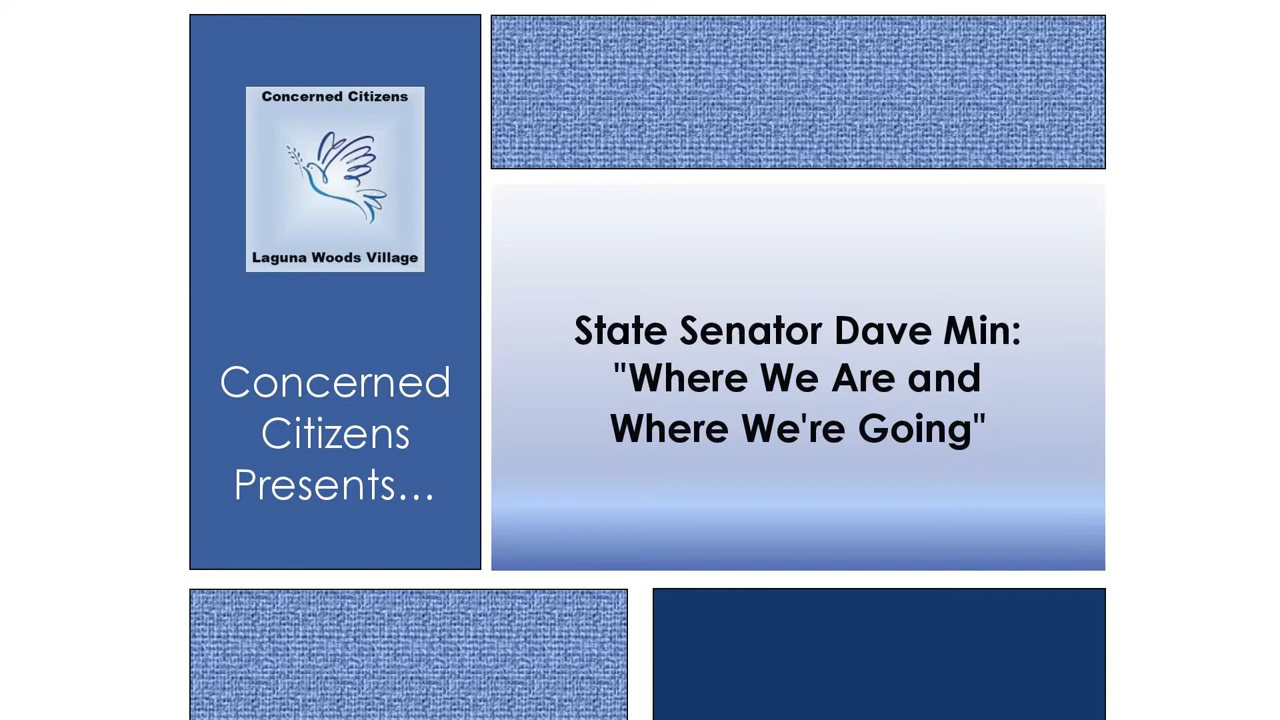 Concerned Citizens
Laguna Woods Village
Concerned
Citizens
Presents...
State Senator Dave Min:
"Where We Are and
Where We're Going"